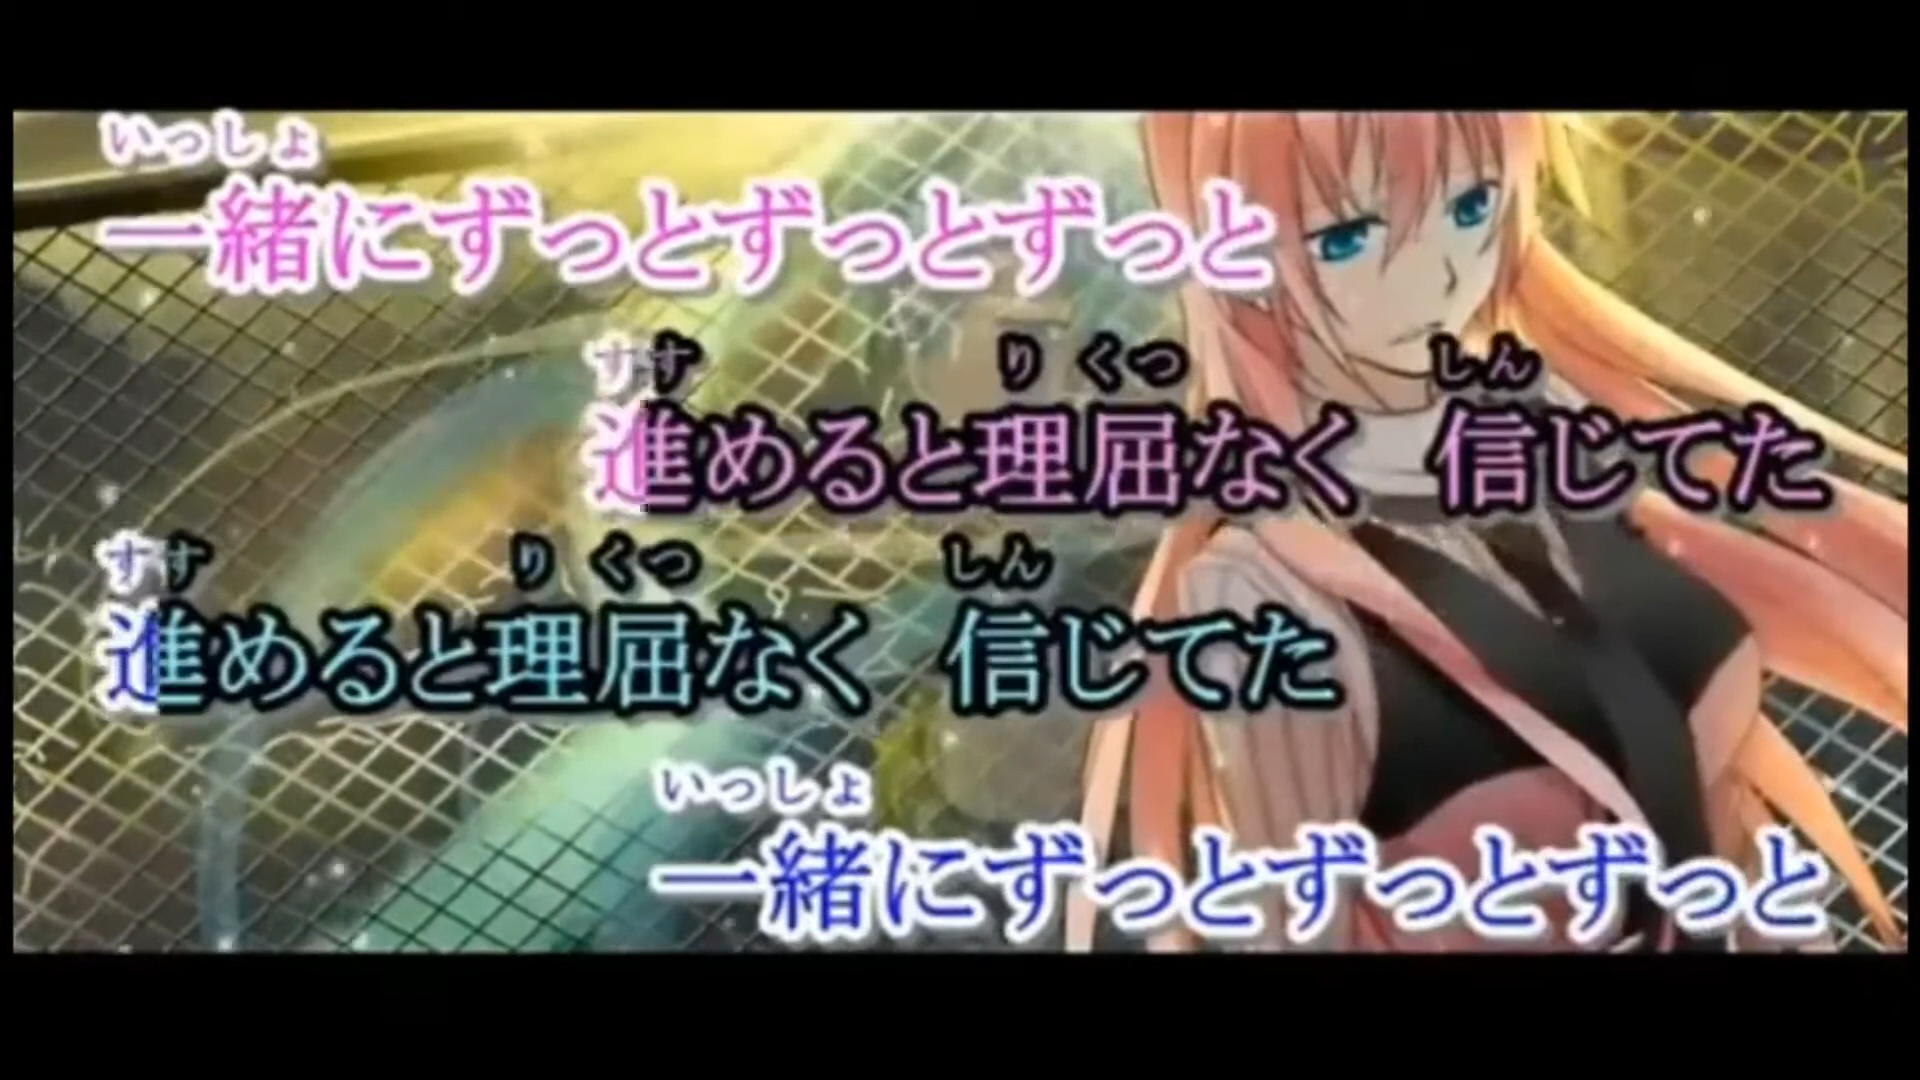 いっしょ
一緒にずっとずっとずっと
すす りくつ しん
進めると理屈なく 信じてた
すす りくつ しん
進めると理屈なく 信じてた
いっしょ
一緒にずっとずっとずっと